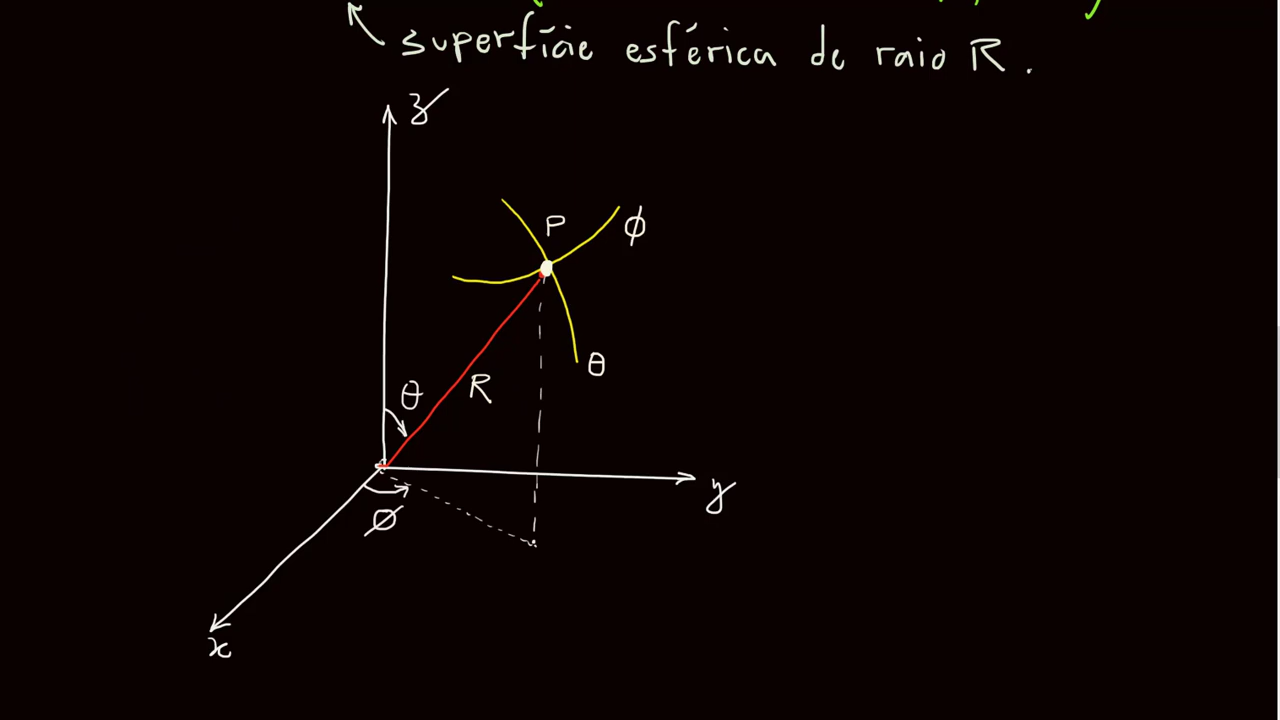 superfície esférica de raio R.
z
P
ϕ
θ
θ
R
y
ϕ
x